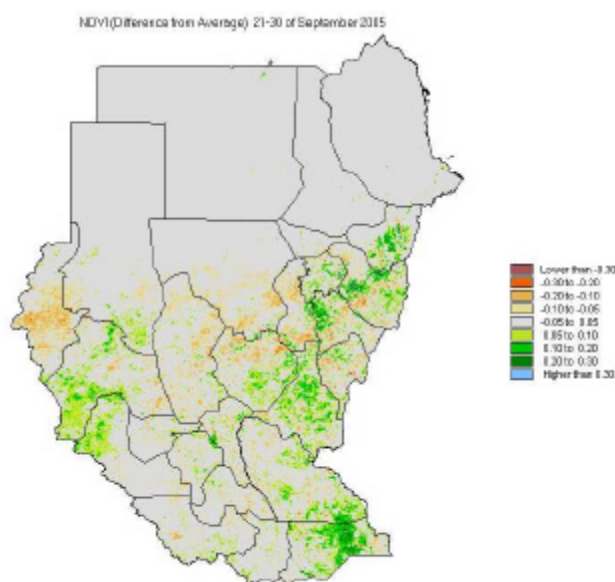 NDVI(Difference from Average) 21-30 of September 2005
Lower than -0.30
-0.30 to -0.20
-0.20 to -0.10
-0.10 to -0.05
-0.05 to 0.05
0.05 to 0.10
0.10 to 0.20
0.20 to 0.30
Higher than 0.30